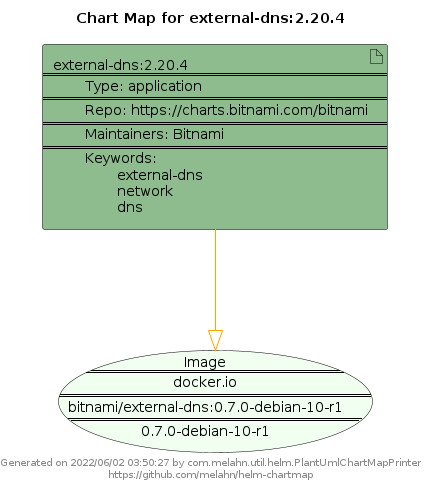 Chart Map for external-dns:2.20.4
external-dns:2.20.4
Type: application
Repo: https://charts.bitnami.com/bitnami
Maintainers: Bitnami
Keywords:
external-dns
network
dns
Image
docker.io
bitnami/external-dns:0.7.0-debian-10-r1
0.7.0-debian-10-r1
Generated on 2022/06/02 03:50:27 by com.melahn.util.helm.PlantUmlChartMapPrinter
https://github.com/melahn/helm-chartmap